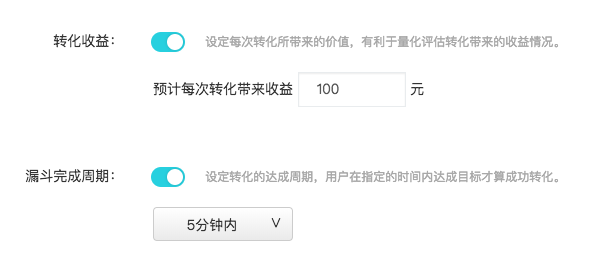 转化收益： 设定每次转化所带来的价值，有利于量化评估转化带来的收益情况。
预计每次转化带来收益 100 元
漏斗完成周期： 设定转化的达成周期，用户在指定的时间内达成目标才算成功转化。
5分钟内